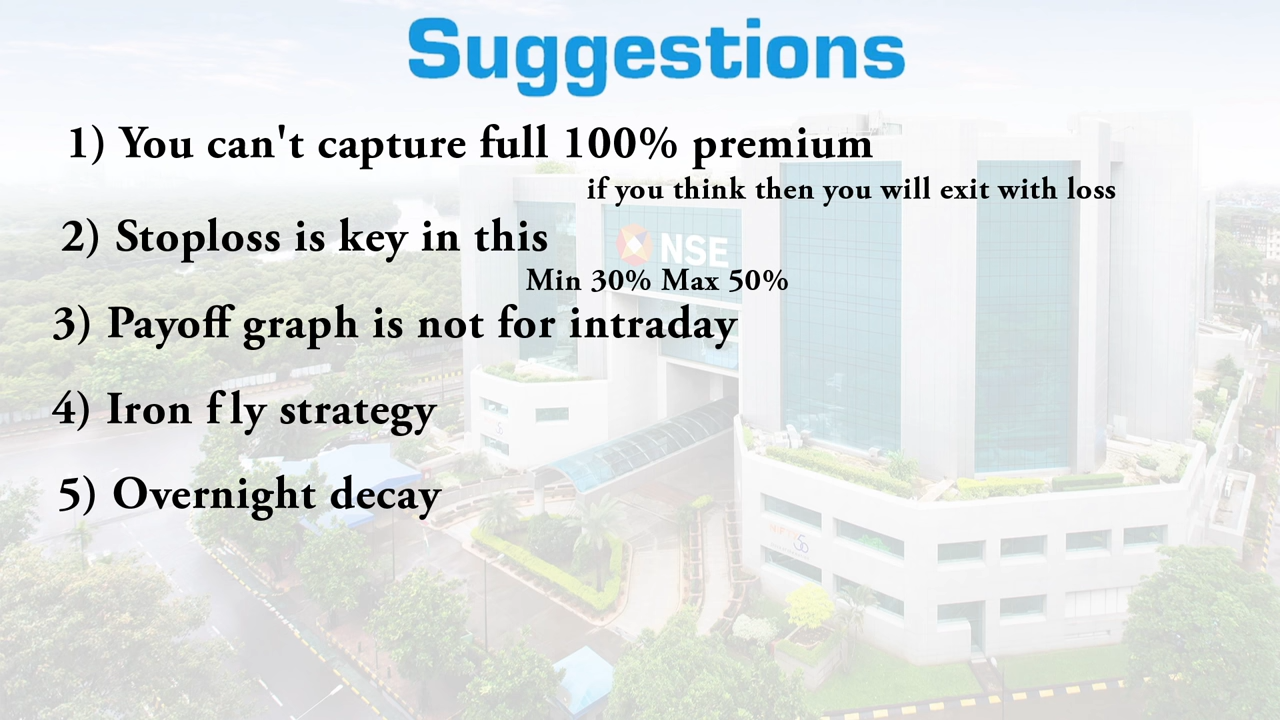 Suggestions
1) You can't capture full 100% premium
if you think then you will exit with loss
2) Stoploss is key in this
NSE
Min 30% Max 50%
3) Payoff graph is not for intraday
4) Iron fly strategy
5) Overnight decay